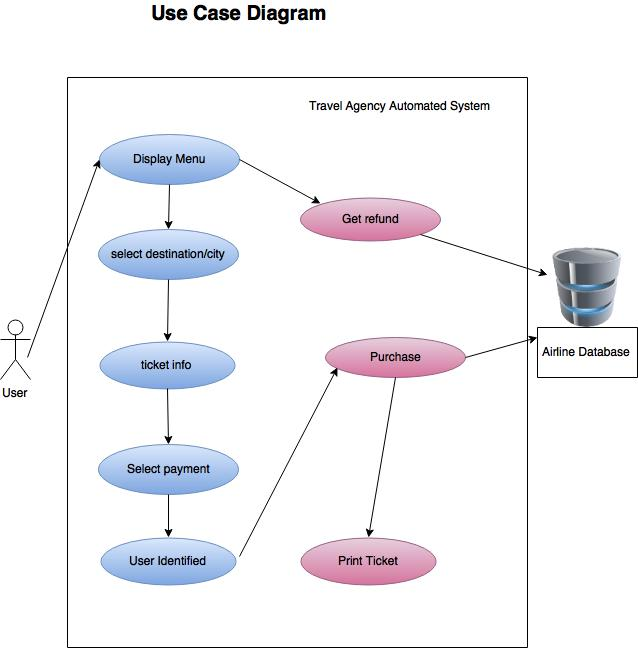 Use Case Diagram
Travel Agency Automated System
Display Menu
Get refund
select destination/city
Airline Database
ticket info
Purchase
User
Select payment
User Identified
Print Ticket